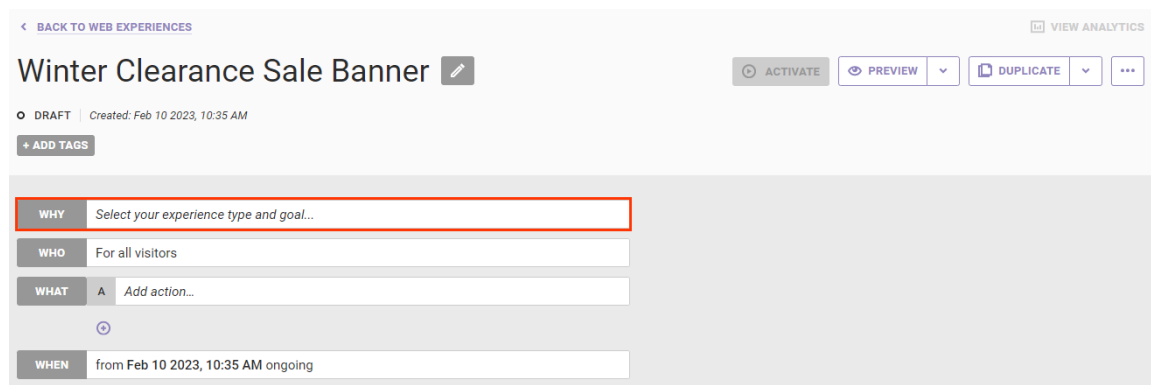 BACK TO WEB EXPERIENCES
VIEW ANALYTICS
Winter Clearance Sale Banner
ACTIVATE
PREVIEW
DUPLICATE
DRAFT Created: Feb 10 2023, 10:35 AM
+ ADD TAGS
WHY Select your experience type and goal...
WHO For all visitors
WHAT A Add action...
WHEN from Feb 10 2023, 10:35 AM ongoing